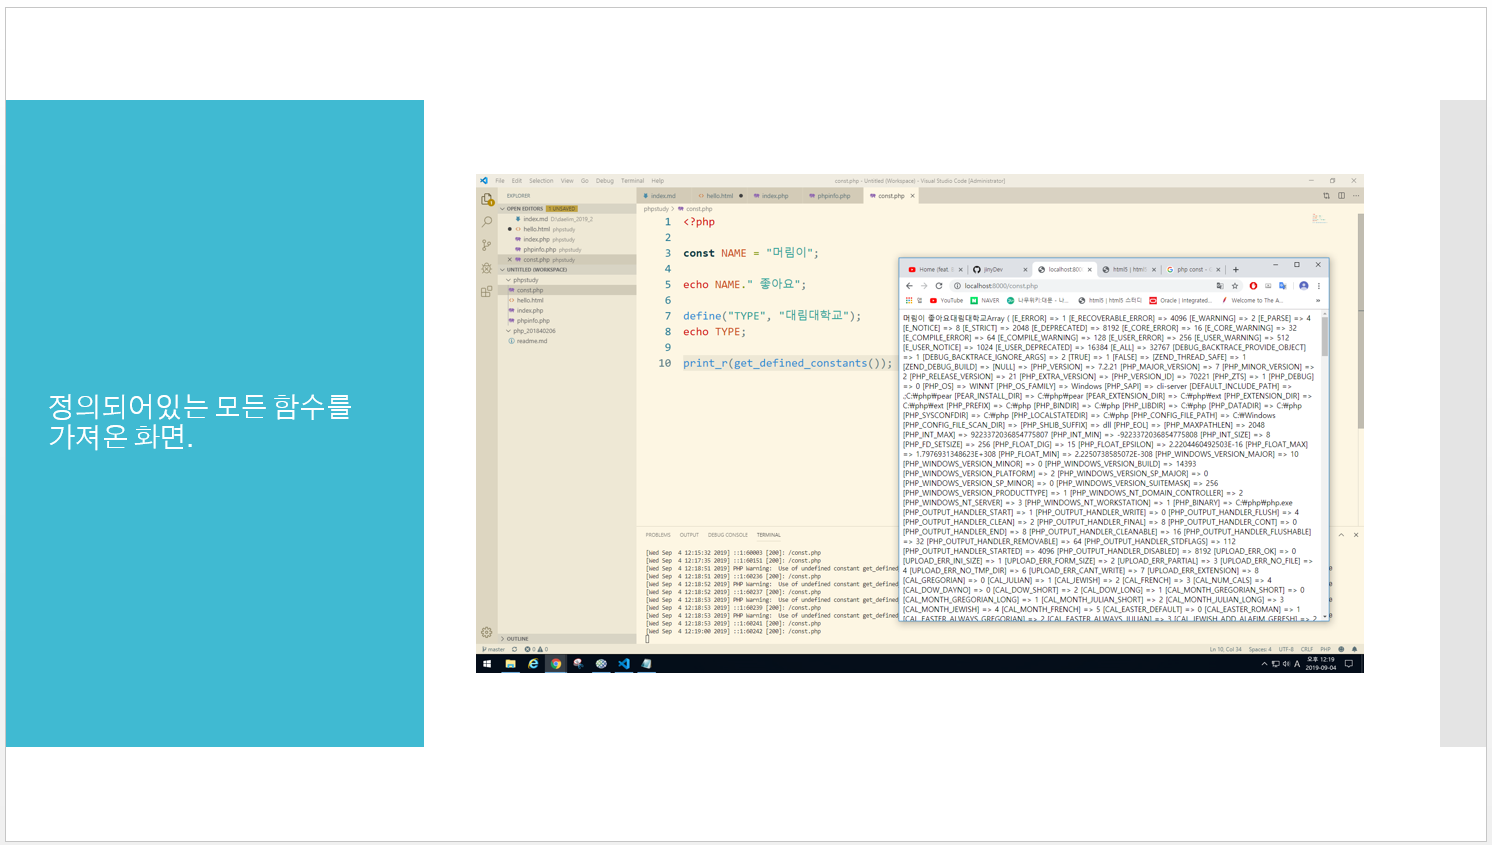 정의되어있는 모든 함수를
가져온 화면.
File Edit Selection View Go Debug Terminal Help
const.php - Untitled (Workspace) - Visual Studio Code [Administrator]
EXPLORER
OPEN EDITORS 1 UNSAVED
index.md D:\daelim_2019_2
hello.html phpstudy
index.php phpstudy
phpinfo.php phpstudy
const.php phpstudy
UNTITLED (WORKSPACE)
phpstudy
const.php
hello.html
index.php
phpinfo.php
php_201840206
readme.md
OUTLINE
index.md hello.html index.php phpinfo.php const.php
phpstudy > const.php
1 <?php
2
3 const NAME = "머림이";
4
5 echo NAME." 좋아요";
6
7 define("TYPE", "대림대학교");
8 echo TYPE;
9
10 print_r(get_defined_constants());
PROBLEMS OUTPUT DEBUG CONSOLE TERMINAL
[Wed Sep 4 12:15:32 2019] ::1:60003 [200]: /const.php
[Wed Sep 4 12:17:35 2019] ::1:60151 [200]: /const.php
[Wed Sep 4 12:18:51 2019] PHP Warning: Use of undefined constant get_defined
[Wed Sep 4 12:18:51 2019] ::1:60236 [200]: /const.php
[Wed Sep 4 12:18:52 2019] PHP Warning: Use of undefined constant get_defined
[Wed Sep 4 12:18:52 2019] ::1:60237 [200]: /const.php
[Wed Sep 4 12:18:53 2019] PHP Warning: Use of undefined constant get_defined
[Wed Sep 4 12:18:53 2019] ::1:60239 [200]: /const.php
[Wed Sep 4 12:18:53 2019] PHP Warning: Use of undefined constant get_defined
[Wed Sep 4 12:18:53 2019] ::1:60241 [200]: /const.php
[Wed Sep 4 12:19:00 2019] ::1:60242 [200]: /const.php
Home (feat. jinyDev localhost:800 html5 | html html5 | html php const -
localhost:8000/const.php
앱 YouTube NAVER 나무위키:대문 - 나... html5 | html5 스터디 Oracle | Integrated... Welcome to The A... »
머림이 좋아요대림대학교Array ( [E_ERROR] => 1 [E_RECOVERABLE_ERROR] => 4096 [E_WARNING] => 2 [E_PARSE] => 4
[E_NOTICE] => 8 [E_STRICT] => 2048 [E_DEPRECATED] => 8192 [E_CORE_ERROR] => 16 [E_CORE_WARNING] => 32
[E_COMPILE_ERROR] => 64 [E_COMPILE_WARNING] => 128 [E_USER_ERROR] => 256 [E_USER_WARNING] => 512
[E_USER_NOTICE] => 1024 [E_USER_DEPRECATED] => 16384 [E_ALL] => 32767 [DEBUG_BACKTRACE_PROVIDE_OBJECT]
=> 1 [DEBUG_BACKTRACE_IGNORE_ARGS] => 2 [TRUE] => 1 [FALSE] => [ZEND_THREAD_SAFE] => 1
[ZEND_DEBUG_BUILD] => [NULL] => [PHP_VERSION] => 7.2.21 [PHP_MAJOR_VERSION] => 7 [PHP_MINOR_VERSION] =>
2 [PHP_RELEASE_VERSION] => 21 [PHP_EXTRA_VERSION] => [PHP_VERSION_ID] => 70221 [PHP_ZTS] => 1 [PHP_DEBUG]
=> 0 [PHP_OS] => WINNT [PHP_OS_FAMILY] => Windows [PHP_SAPI] => cli-server [DEFAULT_INCLUDE_PATH] =>
.;C:₩php₩pear [PEAR_INSTALL_DIR] => C:₩php₩pear [PEAR_EXTENSION_DIR] => C:₩php₩ext [PHP_EXTENSION_DIR] =>
C:₩php₩ext [PHP_PREFIX] => C:₩php [PHP_BINDIR] => C:₩php [PHP_LIBDIR] => C:₩php [PHP_DATADIR] => C:₩php
[PHP_SYSCONFDIR] => C:₩php [PHP_LOCALSTATEDIR] => C:₩php [PHP_CONFIG_FILE_PATH] => C:₩Windows
[PHP_CONFIG_FILE_SCAN_DIR] => [PHP_SHLIB_SUFFIX] => dll [PHP_EOL] => [PHP_MAXPATHLEN] => 2048
[PHP_INT_MAX] => 9223372036854775807 [PHP_INT_MIN] => -9223372036854775808 [PHP_INT_SIZE] => 8
[PHP_FD_SETSIZE] => 256 [PHP_FLOAT_DIG] => 15 [PHP_FLOAT_EPSILON] => 2.2204460492503E-16 [PHP_FLOAT_MAX]
=> 1.7976931348623E+308 [PHP_FLOAT_MIN] => 2.2250738585072E-308 [PHP_WINDOWS_VERSION_MAJOR] => 10
[PHP_WINDOWS_VERSION_MINOR] => 0 [PHP_WINDOWS_VERSION_BUILD] => 14393
[PHP_WINDOWS_VERSION_PLATFORM] => 2 [PHP_WINDOWS_VERSION_SP_MAJOR] => 0
[PHP_WINDOWS_VERSION_SP_MINOR] => 0 [PHP_WINDOWS_VERSION_SUITEMASK] => 256
[PHP_WINDOWS_VERSION_PRODUCTTYPE] => 1 [PHP_WINDOWS_NT_DOMAIN_CONTROLLER] => 2
[PHP_WINDOWS_NT_SERVER] => 3 [PHP_WINDOWS_NT_WORKSTATION] => 1 [PHP_BINARY] => C:₩php₩php.exe
[PHP_OUTPUT_HANDLER_START] => 1 [PHP_OUTPUT_HANDLER_WRITE] => 0 [PHP_OUTPUT_HANDLER_FLUSH] => 4
[PHP_OUTPUT_HANDLER_CLEAN] => 2 [PHP_OUTPUT_HANDLER_FINAL] => 8 [PHP_OUTPUT_HANDLER_CONT] => 0
[PHP_OUTPUT_HANDLER_END] => 8 [PHP_OUTPUT_HANDLER_CLEANABLE] => 16 [PHP_OUTPUT_HANDLER_FLUSHABLE]
=> 32 [PHP_OUTPUT_HANDLER_REMOVABLE] => 64 [PHP_OUTPUT_HANDLER_STDFLAGS] => 112
[PHP_OUTPUT_HANDLER_STARTED] => 4096 [PHP_OUTPUT_HANDLER_DISABLED] => 8192 [UPLOAD_ERR_OK] => 0
[UPLOAD_ERR_INI_SIZE] => 1 [UPLOAD_ERR_FORM_SIZE] => 2 [UPLOAD_ERR_PARTIAL] => 3 [UPLOAD_ERR_NO_FILE] =>
4 [UPLOAD_ERR_NO_TMP_DIR] => 6 [UPLOAD_ERR_CANT_WRITE] => 7 [UPLOAD_ERR_EXTENSION] => 8
[CAL_GREGORIAN] => 0 [CAL_JULIAN] => 1 [CAL_JEWISH] => 2 [CAL_FRENCH] => 3 [CAL_NUM_CALS] => 4
[CAL_DOW_DAYNO] => 0 [CAL_DOW_SHORT] => 2 [CAL_DOW_LONG] => 1 [CAL_MONTH_GREGORIAN_SHORT] => 0
[CAL_MONTH_GREGORIAN_LONG] => 1 [CAL_MONTH_JULIAN_SHORT] => 2 [CAL_MONTH_JULIAN_LONG] => 3
[CAL_MONTH_JEWISH] => 4 [CAL_MONTH_FRENCH] => 5 [CAL_EASTER_DEFAULT] => 0 [CAL_EASTER_ROMAN] => 1
[CAL_EASTER_ALWAYS_GREGORIAN] => 2 [CAL_EASTER_ALWAYS_JULIAN] => 3 [CAL_JEWISH_ADD_ALAFIM_GERESH] => 2
master 0 0
Ln 10, Col 34 Spaces: 4 UTF-8 CRLF PHP
A 오후 12:19
2019-09-04